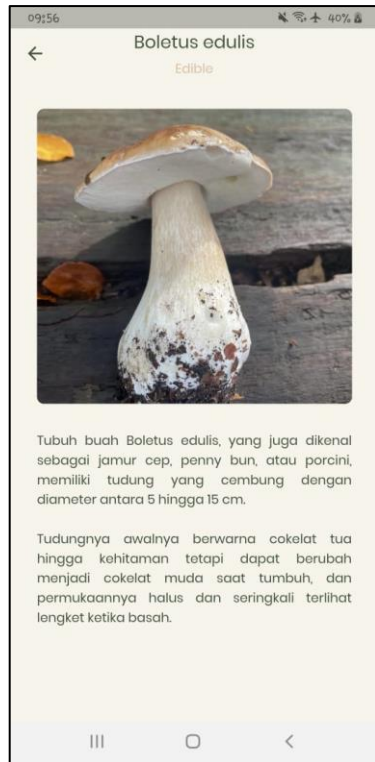 09:56
40%
Boletus edulis
Edible
Tubuh buah Boletus edulis, yang juga dikenal
sebagai jamur cep, penny bun, atau porcini,
memiliki tudung yang cembung dengan
diameter antara 5 hingga 15 cm.
Tudungnya awalnya berwarna cokelat tua
hingga kehitaman tetapi dapat berubah
menjadi cokelat muda saat tumbuh, dan
permukaannya halus dan seringkali terlihat
lengket ketika basah.